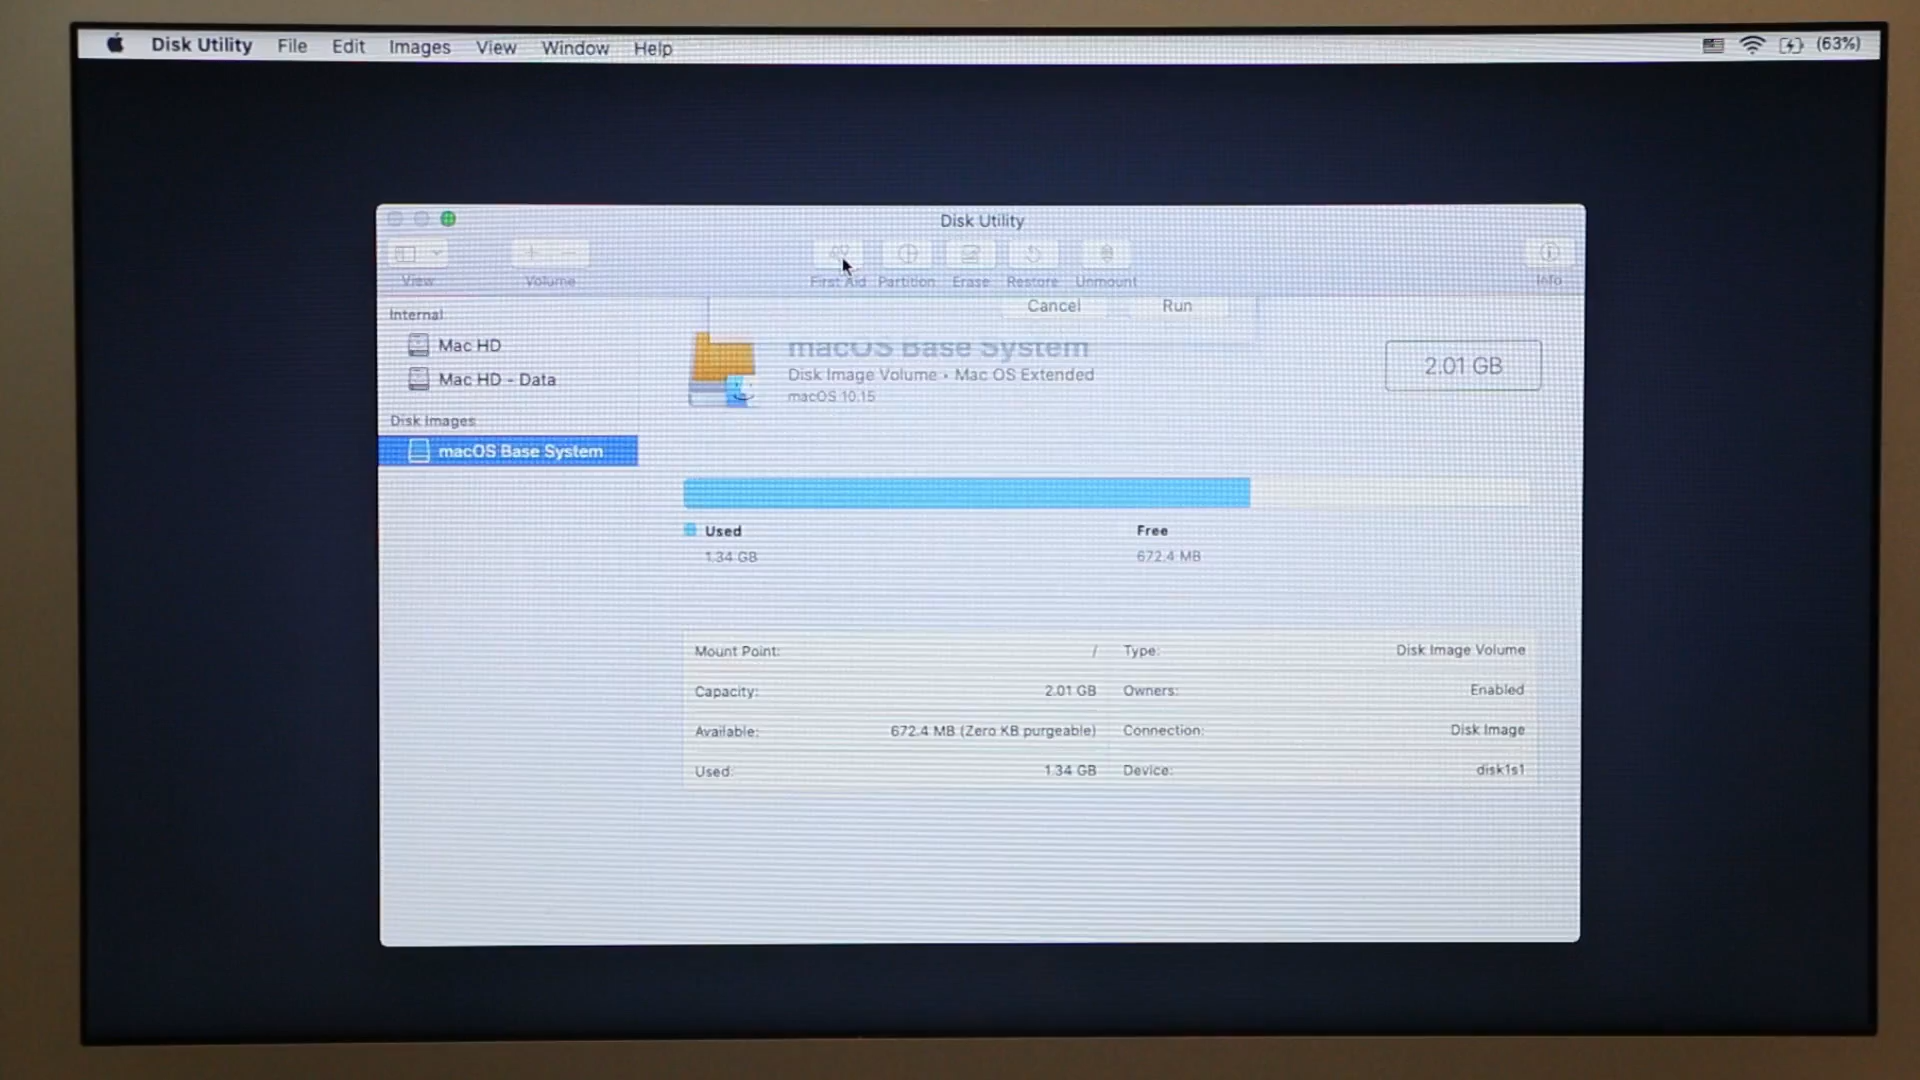 Disk Utility File Edit Images View Window Help (63%)
Disk Utility
View Volume First Aid Partition Erase Restore Unmount Info
Cancel Run
Internal
Mac HD
Mac HD - Data
Disk Images
macOS Base System
macOS Base System
Disk Image Volume • Mac OS Extended
macOS 10.15
2.01 GB
Used
1.34 GB
Free
672.4 MB
Mount Point: / Type: Disk Image Volume
Capacity: 2.01 GB Owners: Enabled
Available: 672.4 MB (Zero KB purgeable) Connection: Disk Image
Used: 1.34 GB Device: disk1s1